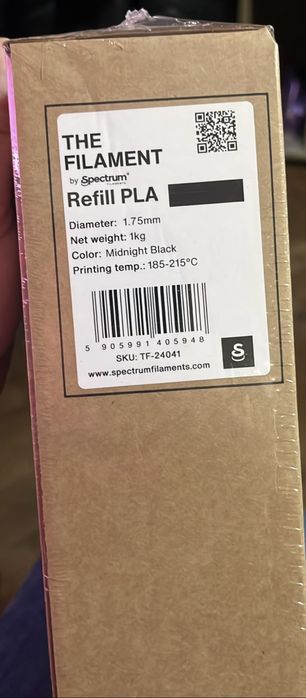 THE
FILAMENT
by Spectrum®
FILAMENTS
Refill PLA
Diameter: 1.75mm
Net weight: 1kg
Color: Midnight Black
Printing temp.: 185-215°C
5 905991 405948
SKU: TF-24041
S
www.spectrumfilaments.com